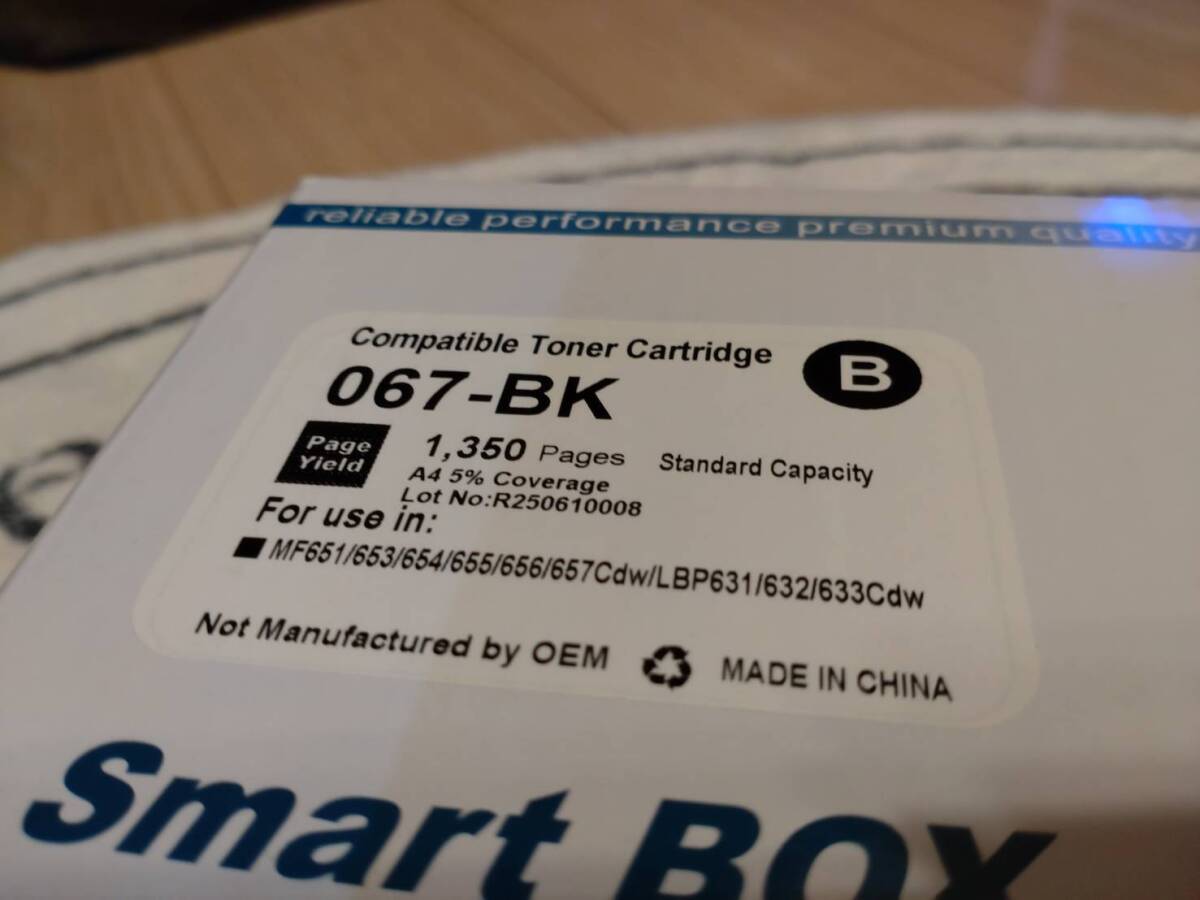 reliable performance premium quality
Compatible Toner Cartridge
B
067-BK
Page Yield
1,350 Pages Standard Capacity
A4 5% Coverage
Lot No:R250610008
For use in:
MF651/653/654/655/656/657Cdw/LBP631/632/633Cdw
Not Manufactured by OEM MADE IN CHINA
Smart BOX